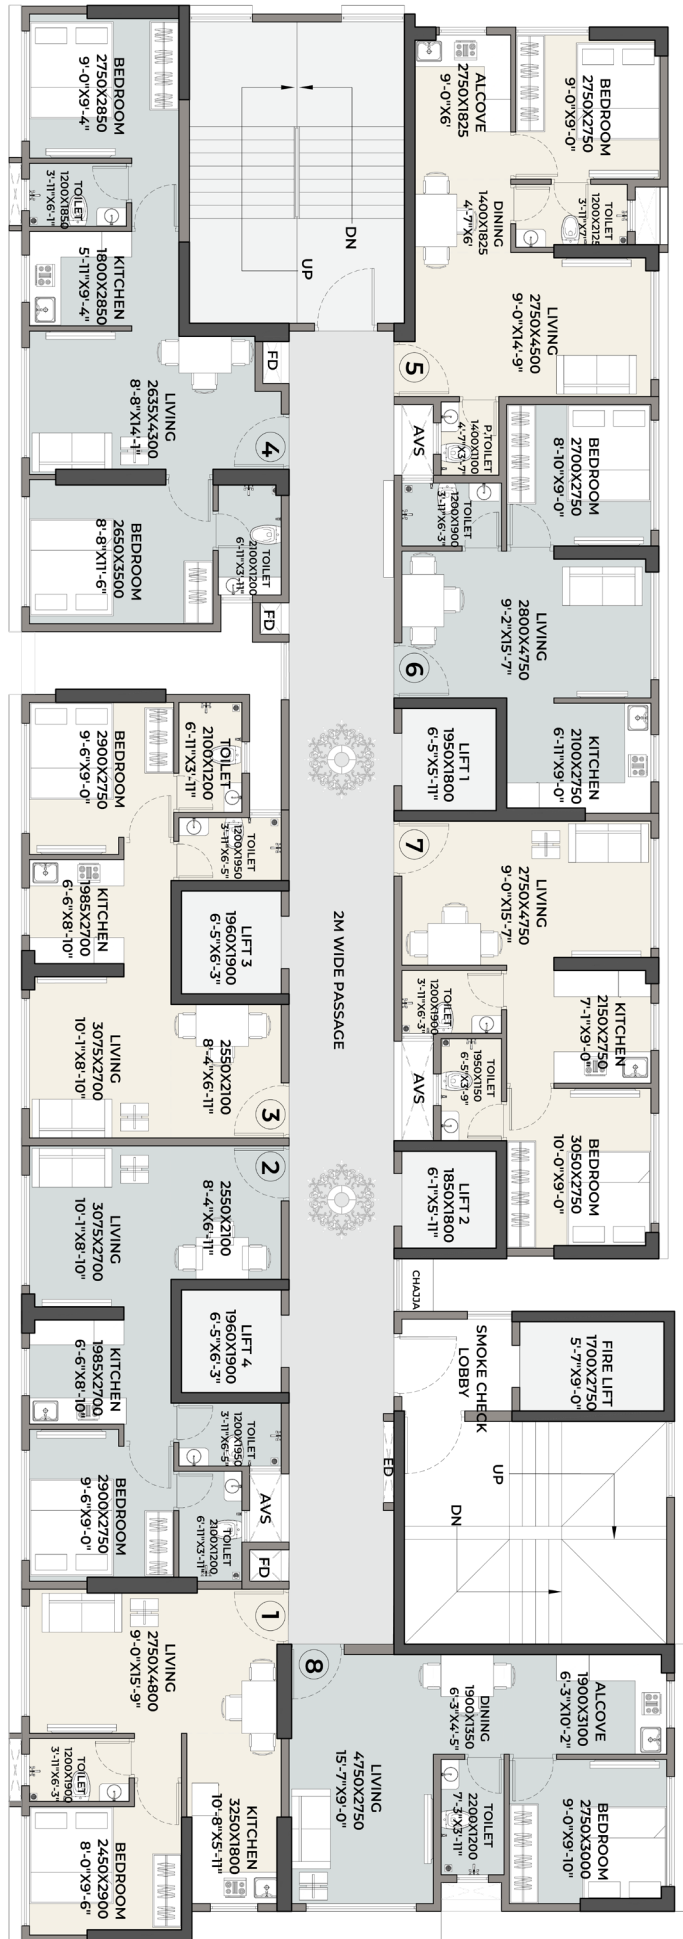 BEDROOM
2750X2850
9'-0"X9'-4"
TOILET
1200X1850
3'-11"X6'-1"
KITCHEN
1800X2850
5'-11"X9'-4"
LIVING
2635X4300
8'-8"X14'-1"
4
FD
BEDROOM
2650X3500
8'-8"X11'-6"
TOILET
2100X1200
6'-11"X3'-11"
FD
DN
UP
ALCOVE
2750X1825
9'-0"X6'
BEDROOM
2750X2750
9'-0"X9'-0"
DINING
1400X1825
4'-7"X6'
TOILET
1200X2125
3'-11"X7'
LIVING
2750X4500
9'-0"X14'-9"
5
AVS
P.TOILET
1400X1100
4'-7"X3'-7"
BEDROOM
2700X2750
8'-10"X9'-0"
TOILET
1200X1900
3'-11"X6'-3"
LIVING
2800X4750
9'-2"X15'-7"
6
KITCHEN
2100X2750
6'-11"X9'-0"
LIFT 1
1950X1800
6'-5"X5'-11"
BEDROOM
2900X2750
9'-6"X9'-0"
TOILET
2100X1200
6'-11"X3'-11"
TOILET
1200X1950
3'-11"X6'-5"
KITCHEN
1985X2700
6'-6"X8'-10"
LIFT 3
1960X1900
6'-5"X6'-3"
LIVING
3075X2700
10'-1"X8'-10"
2550X2100
8'-4"X6'-11"
3
2M WIDE PASSAGE
7
LIVING
2750X4750
9'-0"X15'-7"
TOILET
1200X1900
3'-11"X6'-3"
KITCHEN
2150X2750
7'-1"X9'-0"
AVS
TOILET
1950X1150
6'-5"X3'-9"
BEDROOM
3050X2750
10'-0"X9'-0"
LIFT 2
1850X1800
6'-1"X5'-11"
2
LIVING
3075X2700
10'-1"X8'-10"
2550X2100
8'-4"X6'-11"
LIFT 4
1960X1900
6'-5"X6'-3"
KITCHEN
1985X2700
6'-6"X8'-10"
TOILET
1200X1950
3'-11"X6'-5"
BEDROOM
2900X2750
9'-6"X9'-0"
TOILET
2100X1200
6'-11"X3'-11"
AVS
FD
CHAJJA
SMOKE CHECK
LOBBY
FIRE LIFT
1700X2750
5'-7"X9'-0"
ED
UP
DN
1
LIVING
2750X4800
9'-0"X15'-9"
TOILET
1200X1900
3'-11"X6'-3"
KITCHEN
3250X1800
10'-8"X5'-11"
BEDROOM
2450X2900
8'-0"X9'-6"
8
LIVING
4750X2750
15'-7"X9'-0"
DINING
1900X1350
6'-3"X4'-5"
ALCOVE
1900X3100
6'-3"X10'-2"
TOILET
2200X1200
7'-3"X3'-11"
BEDROOM
2750X3000
9'-0"X9'-10"